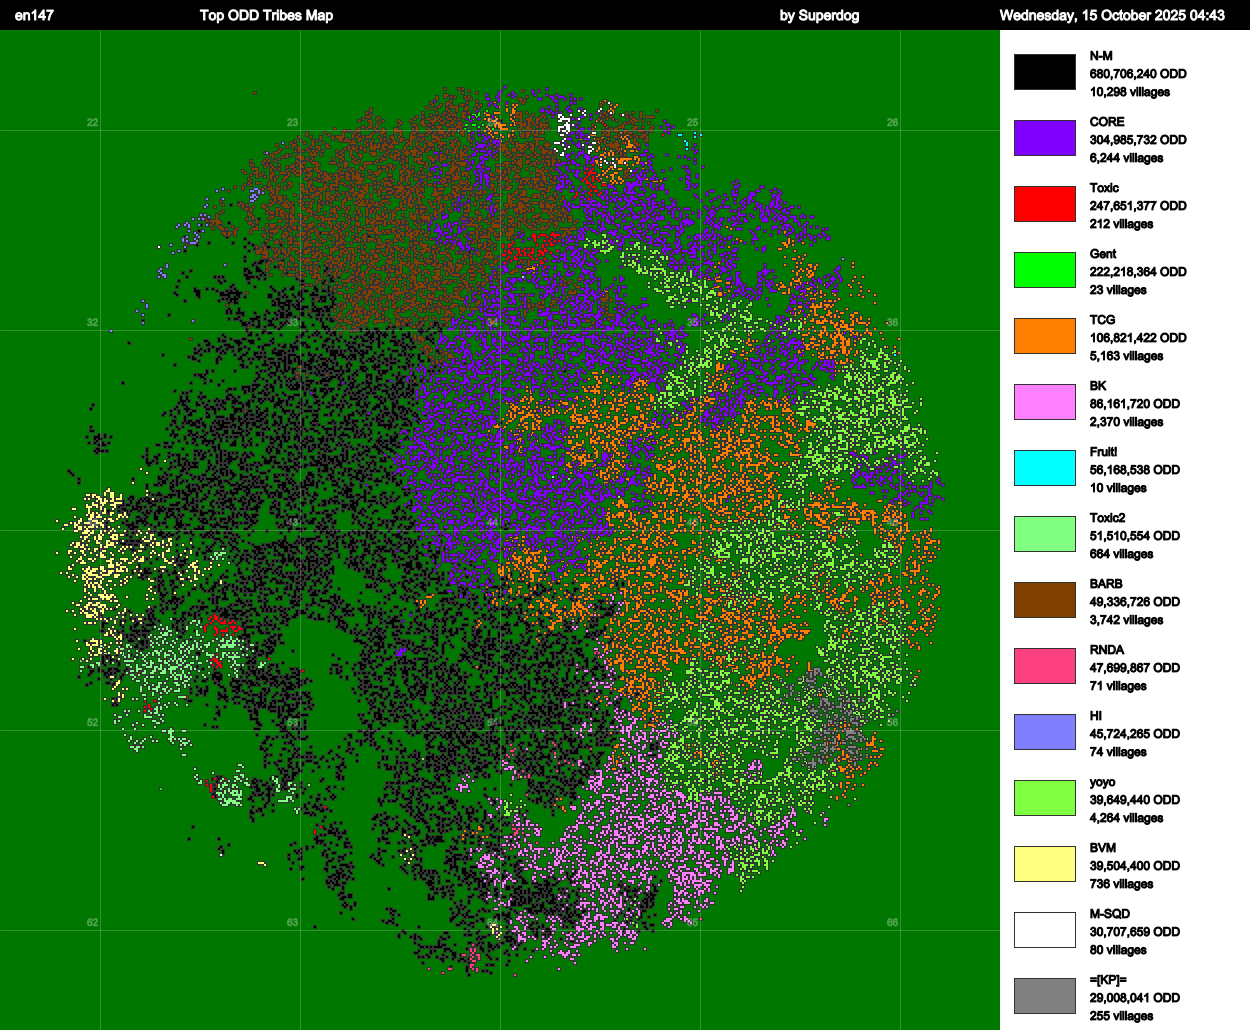 en147 Top ODD Tribes Map by Superdog Wednesday, 15 October 2025 04:43
N-M
680,706,240 ODD
10,298 villages
CORE
304,985,732 ODD
6,244 villages
Toxic
247,651,377 ODD
212 villages
Gent
222,218,364 ODD
23 villages
TCG
106,821,422 ODD
5,163 villages
BK
86,161,720 ODD
2,370 villages
Fruit!
56,168,538 ODD
10 villages
Toxic2
51,510,554 ODD
664 villages
BARB
49,336,726 ODD
3,742 villages
RNDA
47,699,867 ODD
71 villages
HI
45,724,265 ODD
74 villages
yoyo
39,649,440 ODD
4,264 villages
BVM
39,504,400 ODD
736 villages
M-SQD
30,707,659 ODD
80 villages
=[KP]=
29,008,041 ODD
255 villages
22 23 25 26
32 33 34 35 36
43 44
52 53 54 56
62 63 64 65 66